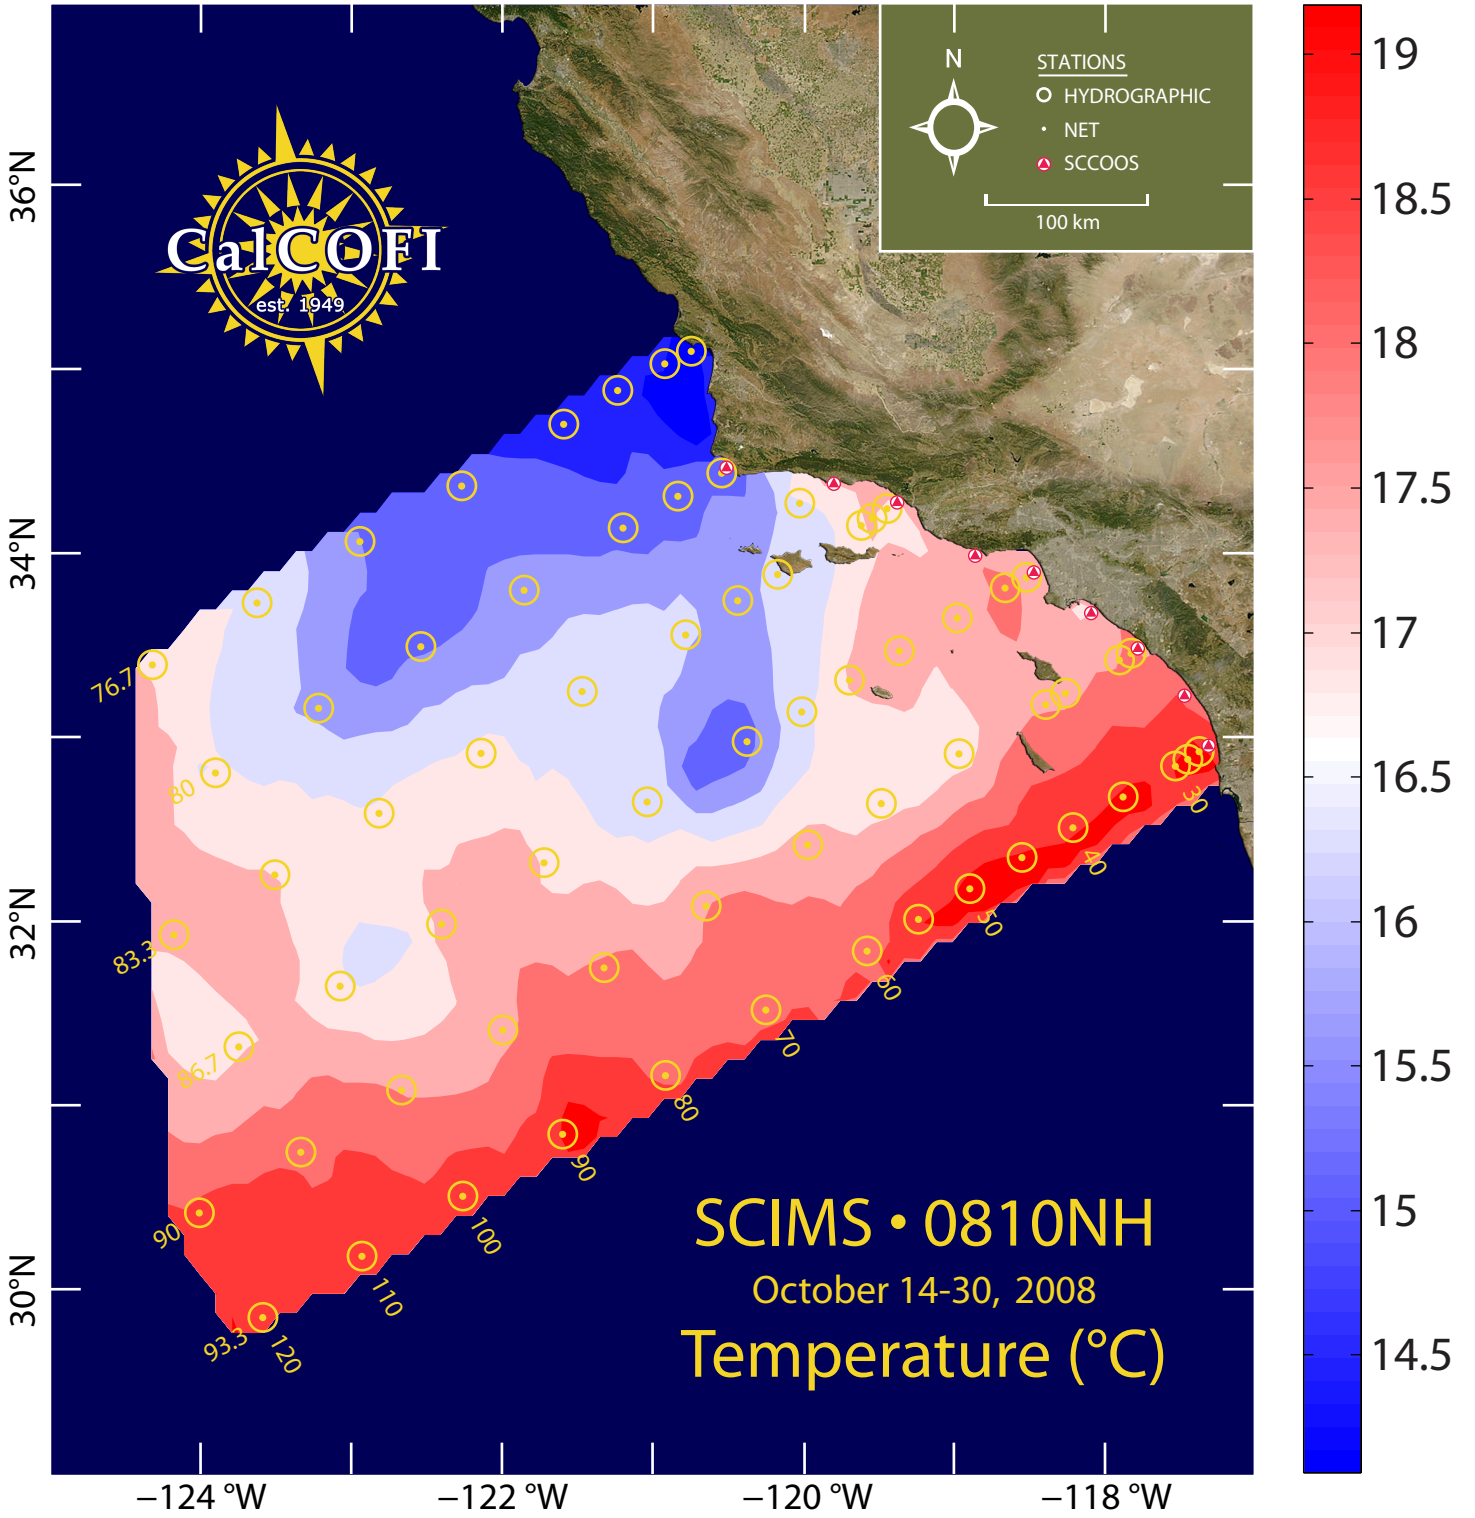 CalCOFI
est. 1949
N
STATIONS
HYDROGRAPHIC
NET
SCCOOS
100 km
36°N
34°N
32°N
30°N
76.7
80
83.3
86.7
90
93.3
30
40
50
60
70
80
90
100
110
120
SCIMS • 0810NH
October 14-30, 2008
Temperature (°C)
−124 °W
−122 °W
−120 °W
−118 °W
19
18.5
18
17.5
17
16.5
16
15.5
15
14.5